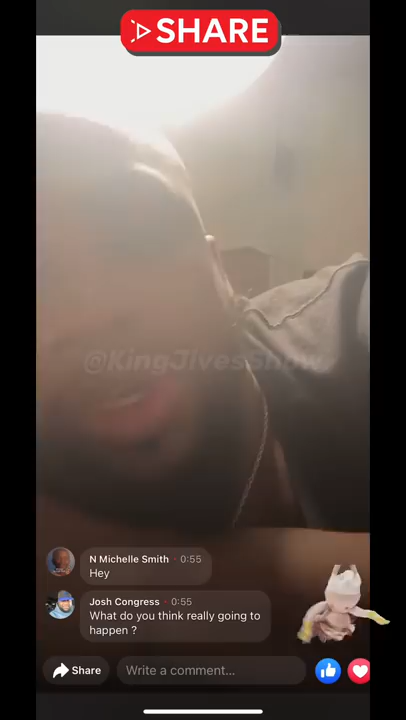 SHARE
@KingJivesShow
N Michelle Smith · 0:55
Hey
Josh Congress · 0:55
What do you think really going to
happen ?
Share
Write a comment...